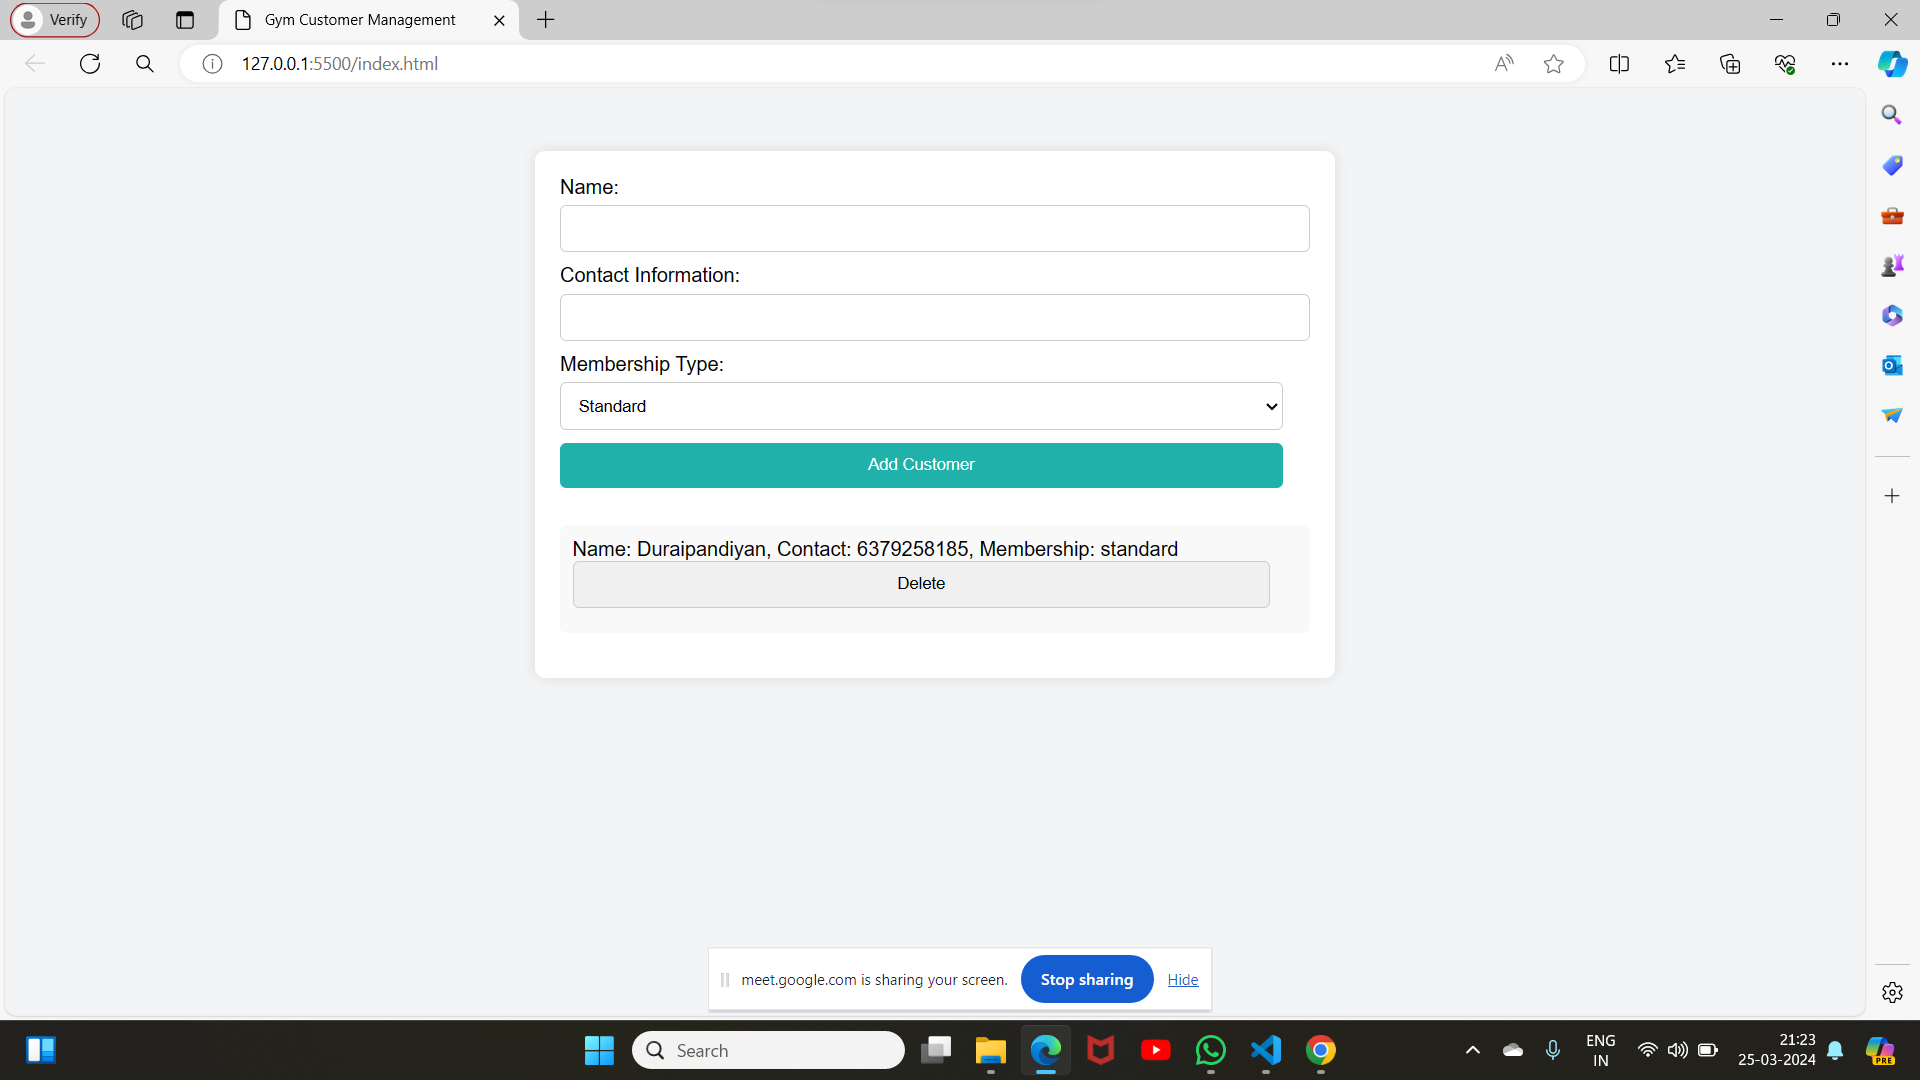 Verify
Gym Customer Management
127.0.0.1:5500/index.html
Name:
Contact Information:
Membership Type:
Standard
Add Customer
Name: Duraipandiyan, Contact: 6379258185, Membership: standard
Delete
meet.google.com is sharing your screen.
Stop sharing
Hide
Search
ENG
IN
21:23
25-03-2024
PRE